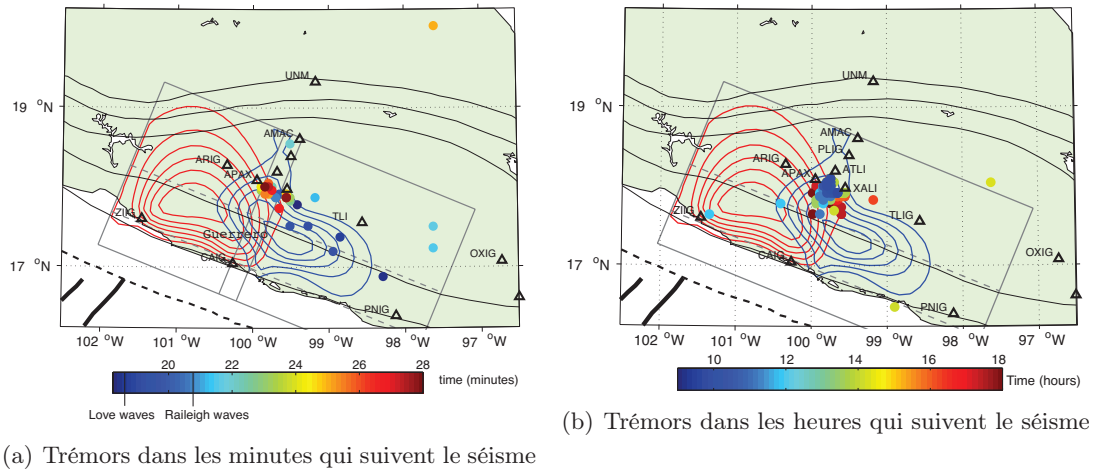 UNM
19 °N
AMAC
ARIG
APAX
ZIIG
TLI
Guerrero
17 °N
CAIG
OXIG
PNIG
102 °W 101 °W 100 °W 99 °W 98 °W 97 °W
20 22 24 26 28
time (minutes)
Love waves Raileigh waves
(a) Trémors dans les minutes qui suivent le séisme
UNM
19 °N
AMAC
PLIG
ARIG
ATLI
APAX
XALI
ZIIG
TLIG
17 °N
CAIG
OXIG
PNIG
102 °W 101 °W 100 °W 99 °W 98 °W 97 °W
10 12 14 16 18
Time (hours)
(b) Trémors dans les heures qui suivent le séisme